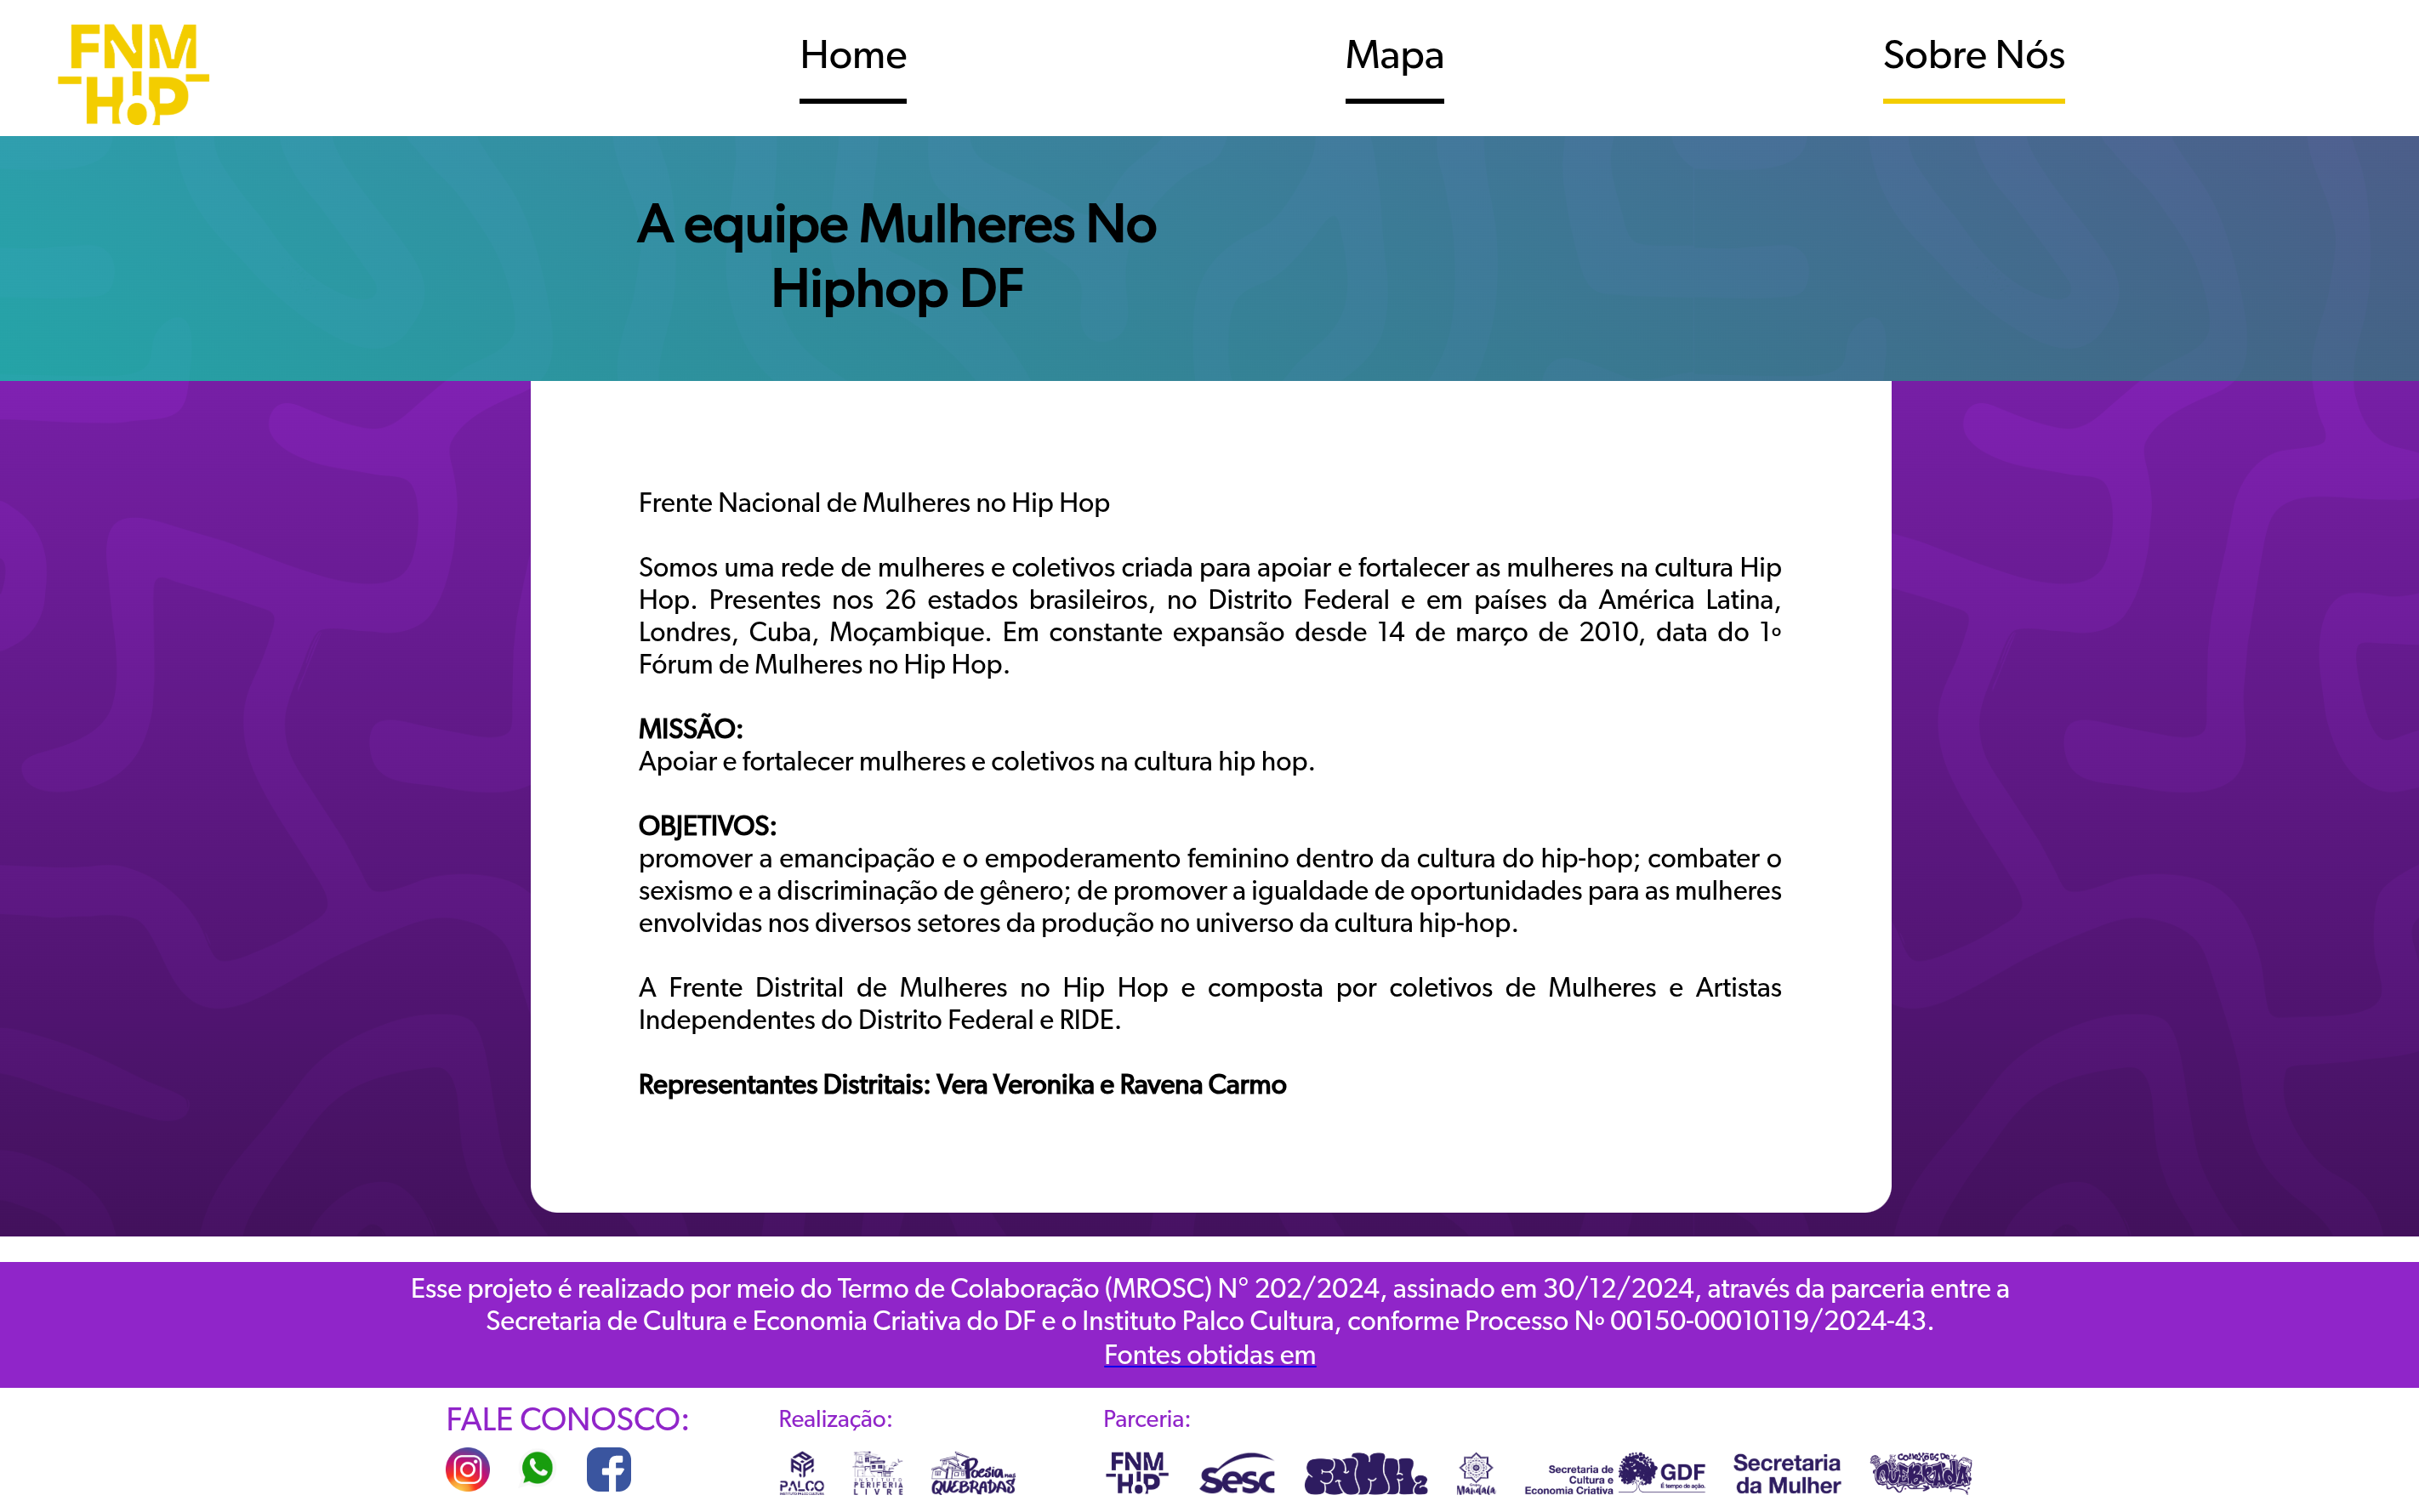 FNM
H!P
Home
Mapa
Sobre Nós
A equipe Mulheres No
Hiphop DF
Frente Nacional de Mulheres no Hip Hop
Somos uma rede de mulheres e coletivos criada para apoiar e fortalecer as mulheres na cultura Hip
Hop. Presentes nos 26 estados brasileiros, no Distrito Federal e em países da América Latina,
Londres, Cuba, Moçambique. Em constante expansão desde 14 de março de 2010, data do 1º
Fórum de Mulheres no Hip Hop.
MISSÃO:
Apoiar e fortalecer mulheres e coletivos na cultura hip hop.
OBJETIVOS:
promover a emancipação e o empoderamento feminino dentro da cultura do hip-hop; combater o
sexismo e a discriminação de gênero; de promover a igualdade de oportunidades para as mulheres
envolvidas nos diversos setores da produção no universo da cultura hip-hop.
A Frente Distrital de Mulheres no Hip Hop e composta por coletivos de Mulheres e Artistas
Independentes do Distrito Federal e RIDE.
Representantes Distritais: Vera Veronika e Ravena Carmo
Esse projeto é realizado por meio do Termo de Colaboração (MROSC) N° 202/2024, assinado em 30/12/2024, através da parceria entre a
Secretaria de Cultura e Economia Criativa do DF e o Instituto Palco Cultura, conforme Processo Nº 00150-00010119/2024-43.
Fontes obtidas em
FALE CONOSCO:
Realização:
Parceria:
PALCO
INSTITUTO
PERIFERIA
LIVRE
Poesia nas
QUEBRADAS
FNM
H!P
Sesc
FNMH2
Mandala
Secretaria de
Cultura e
Economia Criativa
GDF
É tempo de ação.
Secretaria
da Mulher
CONEXÕES DE
QUEBRADA